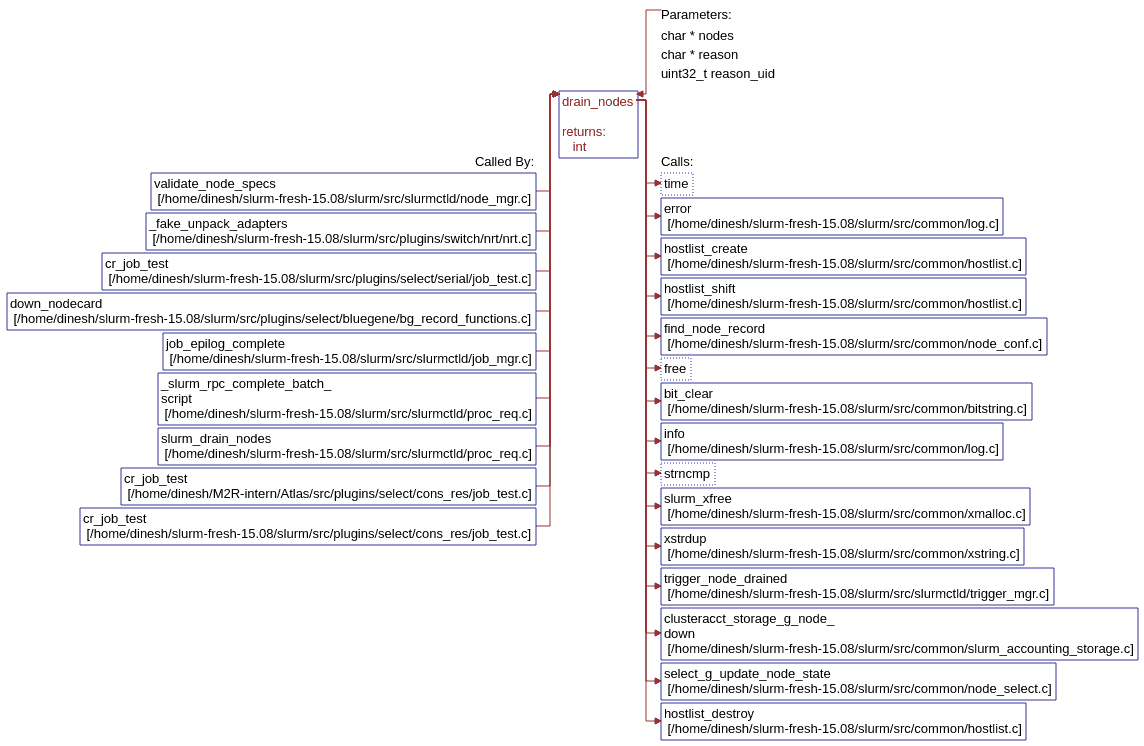 Parameters:
char * nodes
char * reason
uint32_t reason_uid
drain_nodes
returns:
int
Called By:
validate_node_specs
[/home/dinesh/slurm-fresh-15.08/slurm/src/slurmctld/node_mgr.c]
_fake_unpack_adapters
[/home/dinesh/slurm-fresh-15.08/slurm/src/plugins/switch/nrt/nrt.c]
cr_job_test
[/home/dinesh/slurm-fresh-15.08/slurm/src/plugins/select/serial/job_test.c]
down_nodecard
[/home/dinesh/slurm-fresh-15.08/slurm/src/plugins/select/bluegene/bg_record_functions.c]
job_epilog_complete
[/home/dinesh/slurm-fresh-15.08/slurm/src/slurmctld/job_mgr.c]
_slurm_rpc_complete_batch_
script
[/home/dinesh/slurm-fresh-15.08/slurm/src/slurmctld/proc_req.c]
slurm_drain_nodes
[/home/dinesh/slurm-fresh-15.08/slurm/src/slurmctld/proc_req.c]
cr_job_test
[/home/dinesh/M2R-intern/Atlas/src/plugins/select/cons_res/job_test.c]
cr_job_test
[/home/dinesh/slurm-fresh-15.08/slurm/src/plugins/select/cons_res/job_test.c]
Calls:
time
error
[/home/dinesh/slurm-fresh-15.08/slurm/src/common/log.c]
hostlist_create
[/home/dinesh/slurm-fresh-15.08/slurm/src/common/hostlist.c]
hostlist_shift
[/home/dinesh/slurm-fresh-15.08/slurm/src/common/hostlist.c]
find_node_record
[/home/dinesh/slurm-fresh-15.08/slurm/src/common/node_conf.c]
free
bit_clear
[/home/dinesh/slurm-fresh-15.08/slurm/src/common/bitstring.c]
info
[/home/dinesh/slurm-fresh-15.08/slurm/src/common/log.c]
strncmp
slurm_xfree
[/home/dinesh/slurm-fresh-15.08/slurm/src/common/xmalloc.c]
xstrdup
[/home/dinesh/slurm-fresh-15.08/slurm/src/common/xstring.c]
trigger_node_drained
[/home/dinesh/slurm-fresh-15.08/slurm/src/slurmctld/trigger_mgr.c]
clusteracct_storage_g_node_
down
[/home/dinesh/slurm-fresh-15.08/slurm/src/common/slurm_accounting_storage.c]
select_g_update_node_state
[/home/dinesh/slurm-fresh-15.08/slurm/src/common/node_select.c]
hostlist_destroy
[/home/dinesh/slurm-fresh-15.08/slurm/src/common/hostlist.c]